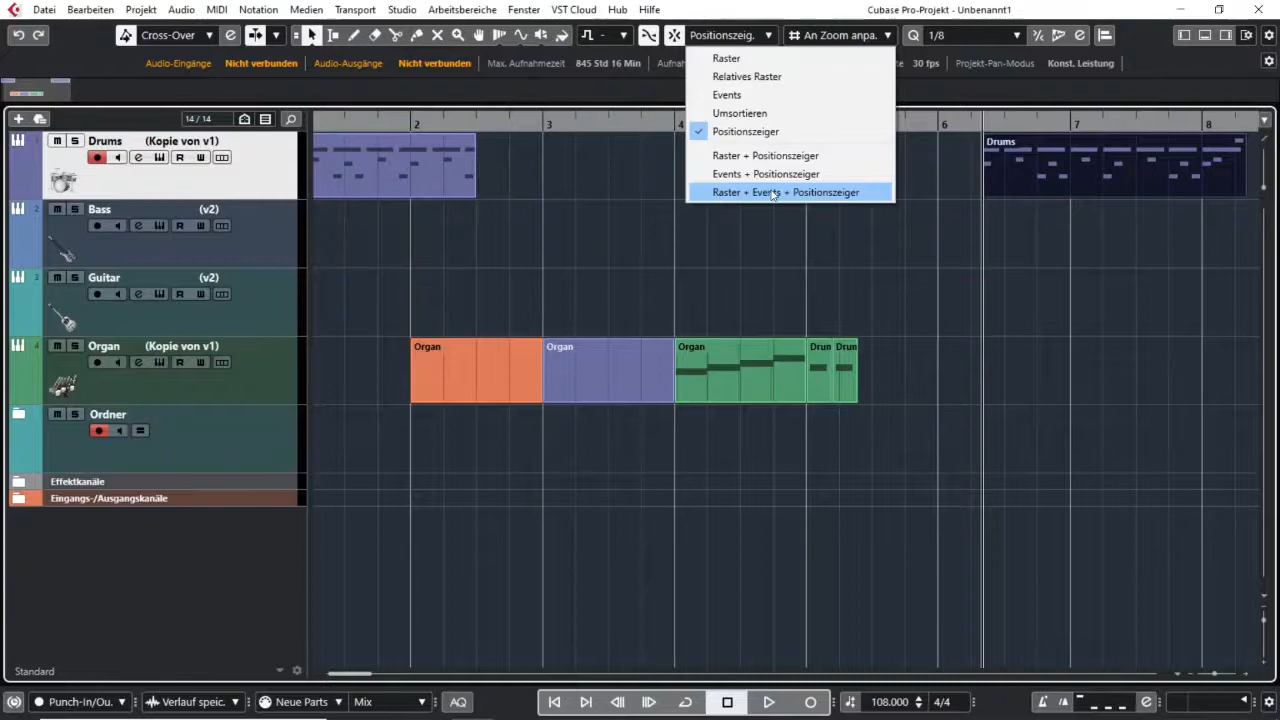 Datei Bearbeiten Projekt Audio MIDI Notation Medien Transport Studio Arbeitsbereiche Fenster VST Cloud Hub Hilfe Cubase Pro-Projekt - Unbenannt1
Cross-Over - Positionszeig. An Zoom anpa. Q 1/8
Audio-Eingänge Nicht verbunden Audio-Ausgänge Nicht verbunden Max. Aufnahmezeit 845 Std 16 Min 30 fps Projekt-Pan-Modus Konst. Leistung
Raster
Relatives Raster
Events
Umsortieren
Positionszeiger
Raster + Positionszeiger
Events + Positionszeiger
Raster + Events + Positionszeiger
14 / 14 2 3 4 6 7 8
1 Drums (Kopie von v1) Drums
m S
e R W
2 Bass (v2)
m S e R W
3 Guitar (v2)
m S e R W
4 Organ (Kopie von v1) Organ Organ Organ Drun Drun
m S e R W
Ordner
m S
Effektkanäle
Eingangs-/Ausgangskanäle
Standard
Punch-In/Ou. Verlauf speic. Neue Parts Mix AQ 108.000 4/4